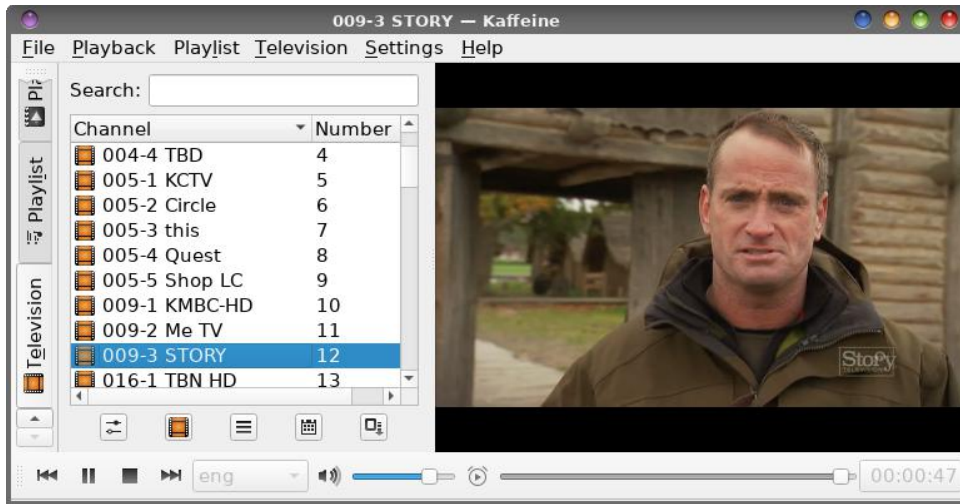 009-3 STORY — Kaffeine
File Playback Playlist Television Settings Help
Search:
Channel Number
004-4 TBD 4
005-1 KCTV 5
005-2 Circle 6
005-3 this 7
005-4 Quest 8
005-5 Shop LC 9
009-1 KMBC-HD 10
009-2 Me TV 11
009-3 STORY 12
016-1 TBN HD 13
Playlist
Television
Story
TELEVISION
eng
00:00:47